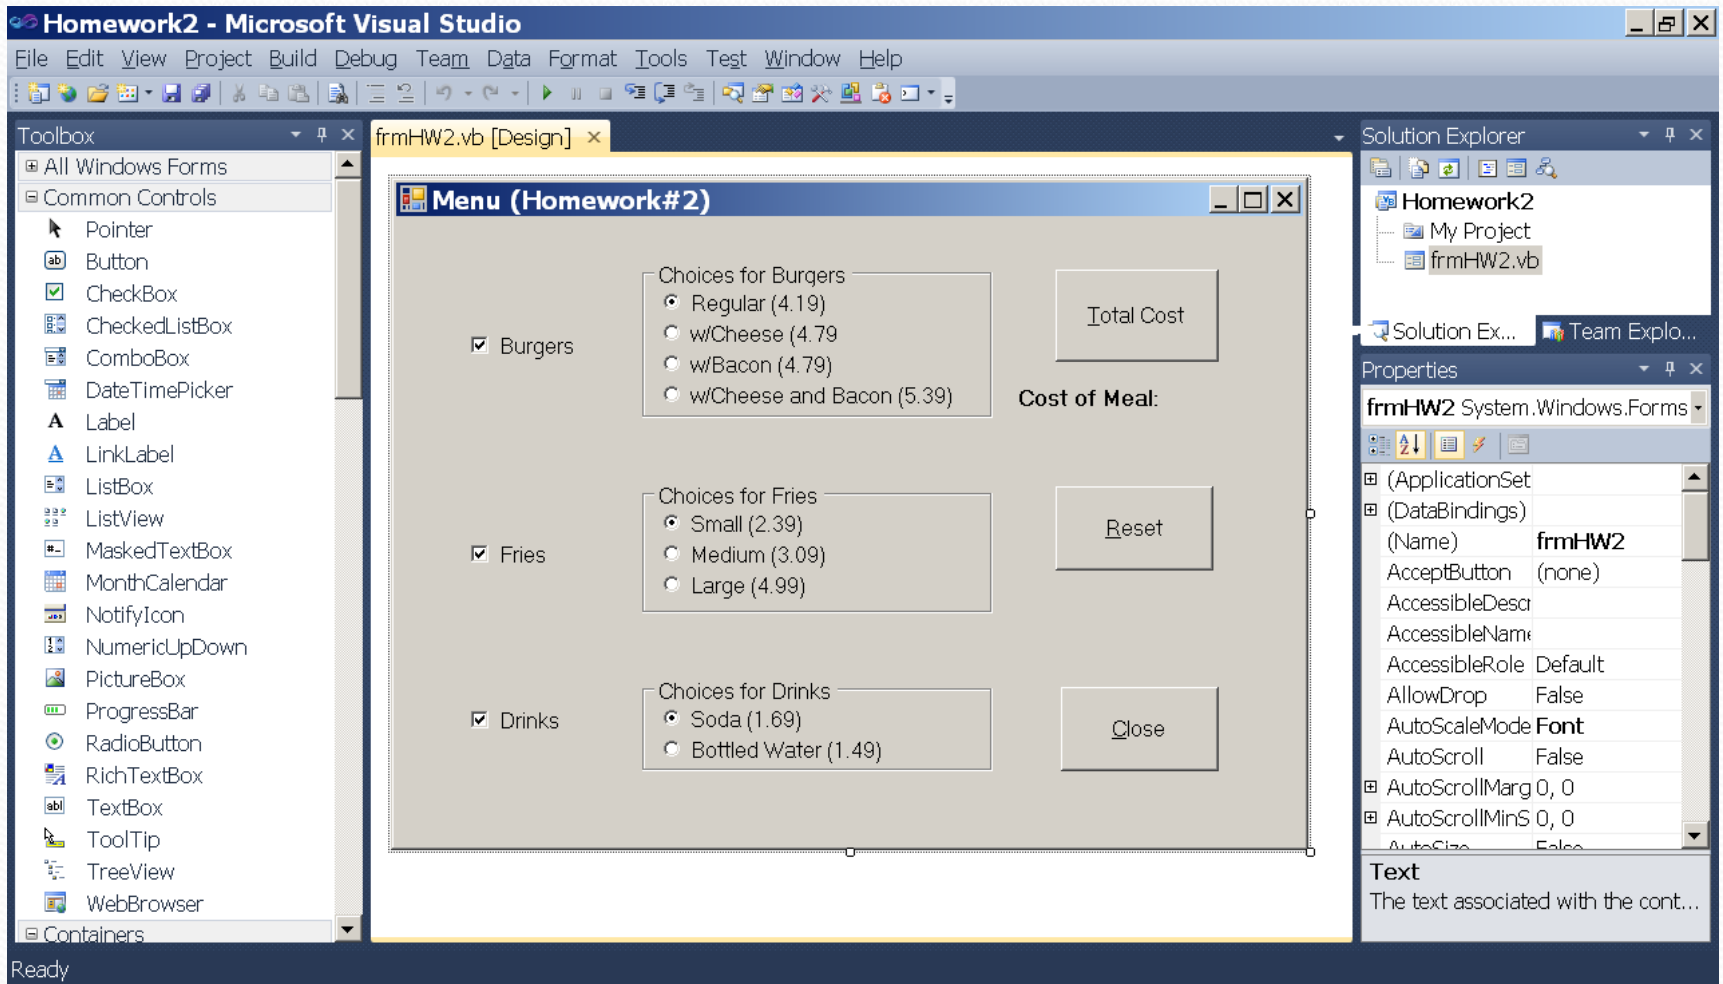 Homework2 - Microsoft Visual Studio
File Edit View Project Build Debug Team Data Format Tools Test Window Help
Toolbox
All Windows Forms
Common Controls
Pointer
Button
CheckBox
CheckedListBox
ComboBox
DateTimePicker
Label
LinkLabel
ListBox
ListView
MaskedTextBox
MonthCalendar
NotifyIcon
NumericUpDown
PictureBox
ProgressBar
RadioButton
RichTextBox
TextBox
ToolTip
TreeView
WebBrowser
Containers
frmHW2.vb [Design]
Menu (Homework#2)
Burgers
Choices for Burgers
Regular (4.19)
w/Cheese (4.79
w/Bacon (4.79)
w/Cheese and Bacon (5.39)
Total Cost
Cost of Meal:
Fries
Choices for Fries
Small (2.39)
Medium (3.09)
Large (4.99)
Reset
Drinks
Choices for Drinks
Soda (1.69)
Bottled Water (1.49)
Close
Solution Explorer
Homework2
My Project
frmHW2.vb
Solution Ex... Team Explo...
Properties
frmHW2 System.Windows.Forms
(ApplicationSet
(DataBindings)
(Name) frmHW2
AcceptButton (none)
AccessibleDescr
AccessibleName
AccessibleRole Default
AllowDrop False
AutoScaleMode Font
AutoScroll False
AutoScrollMarg 0, 0
AutoScrollMinS 0, 0
AutoSize False
Text
The text associated with the cont...
Ready